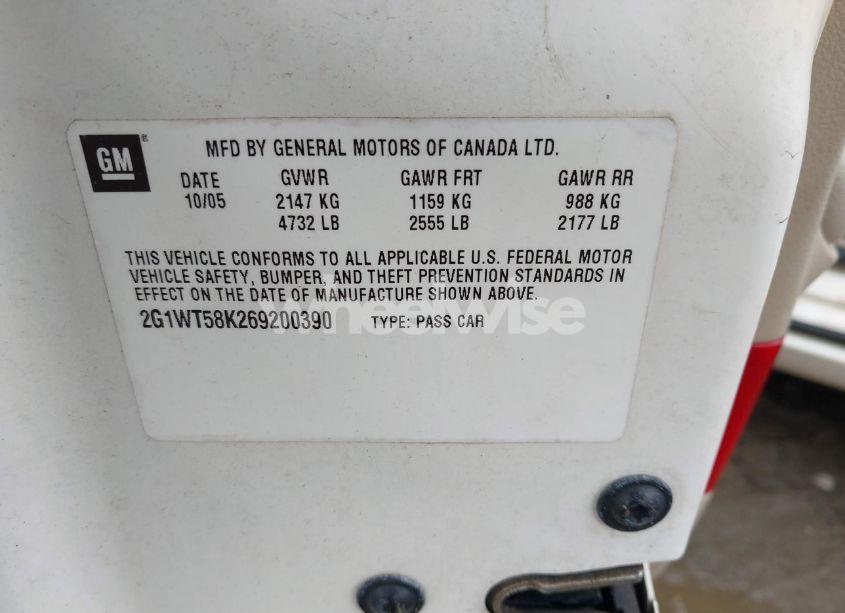 GM®
MFD BY GENERAL MOTORS OF CANADA LTD.
DATE GVWR GAWR FRT GAWR RR
10/05 2147 KG 1159 KG 988 KG
4732 LB 2555 LB 2177 LB
THIS VEHICLE CONFORMS TO ALL APPLICABLE U.S. FEDERAL MOTOR
VEHICLE SAFETY, BUMPER, AND THEFT PREVENTION STANDARDS IN
EFFECT ON THE DATE OF MANUFACTURE SHOWN ABOVE.
2G1WT58K269200390 TYPE: PASS CAR
wheelwise